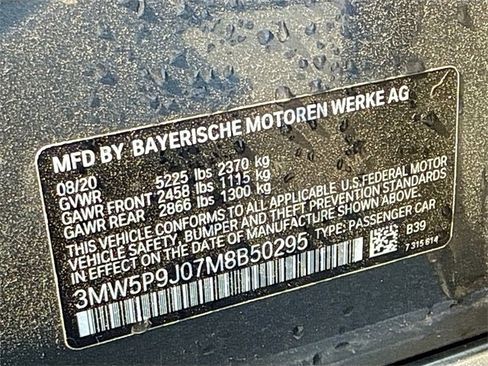 MFD BY BAYERISCHE MOTOREN WERKE AG
08/20
GVWR 5225 lbs 2370 kg
GAWR FRONT 2458 lbs 1115 kg
GAWR REAR 2866 lbs 1300 kg
THIS VEHICLE CONFORMS TO ALL APPLICABLE U.S.FEDERAL MOTOR
VEHICLE SAFETY, BUMPER, AND THEFT PREVENTION STANDARDS
IN EFFECT ON THE DATE OF MANUFACTURE SHOWN ABOVE.
3MW5P9J07M8B50295 TYPE: PASSENGER CAR
B39
7 315 614